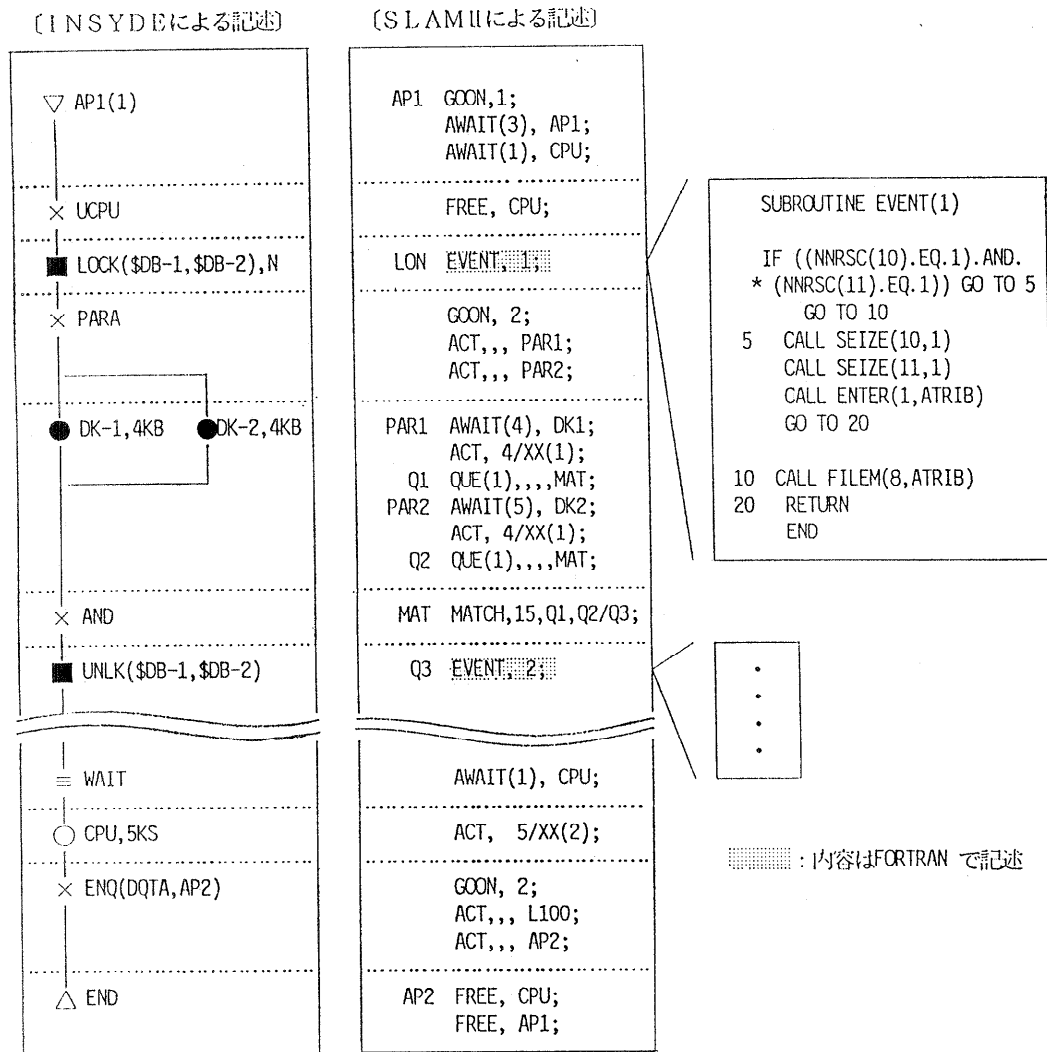 〔INSYDEによる記述〕
▽ AP1(1)
× UCPU
■ LOCK($DB-1,$DB-2),N
× PARA
● DK-1,4KB ●DK-2,4KB
× AND
■ UNLK($DB-1,$DB-2)
≡ WAIT
○ CPU,5KS
× ENQ(DQTA,AP2)
△ END
〔SLAMⅡによる記述〕
AP1 GOON,1;
AWAIT(3), AP1;
AWAIT(1), CPU;
FREE, CPU;
LON EVENT, 1;
GOON, 2;
ACT,,, PAR1;
ACT,,, PAR2;
PAR1 AWAIT(4), DK1;
ACT, 4/XX(1);
Q1 QUE(1),,,,MAT;
PAR2 AWAIT(5), DK2;
ACT, 4/XX(1);
Q2 QUE(1),,,,MAT;
MAT MATCH,15,Q1,Q2/Q3;
Q3 EVENT, 2;
AWAIT(1), CPU;
ACT, 5/XX(2);
GOON, 2;
ACT,,, L100;
ACT,,, AP2;
AP2 FREE, CPU;
FREE, AP1;
SUBROUTINE EVENT(1)
IF ((NNRSC(10).EQ.1).AND.
* (NNRSC(11).EQ.1)) GO TO 5
GO TO 10
5 CALL SEIZE(10,1)
CALL SEIZE(11,1)
CALL ENTER(1,ATRIB)
GO TO 20
10 CALL FILEM(8,ATRIB)
20 RETURN
END
:内容はFORTRAN で記述